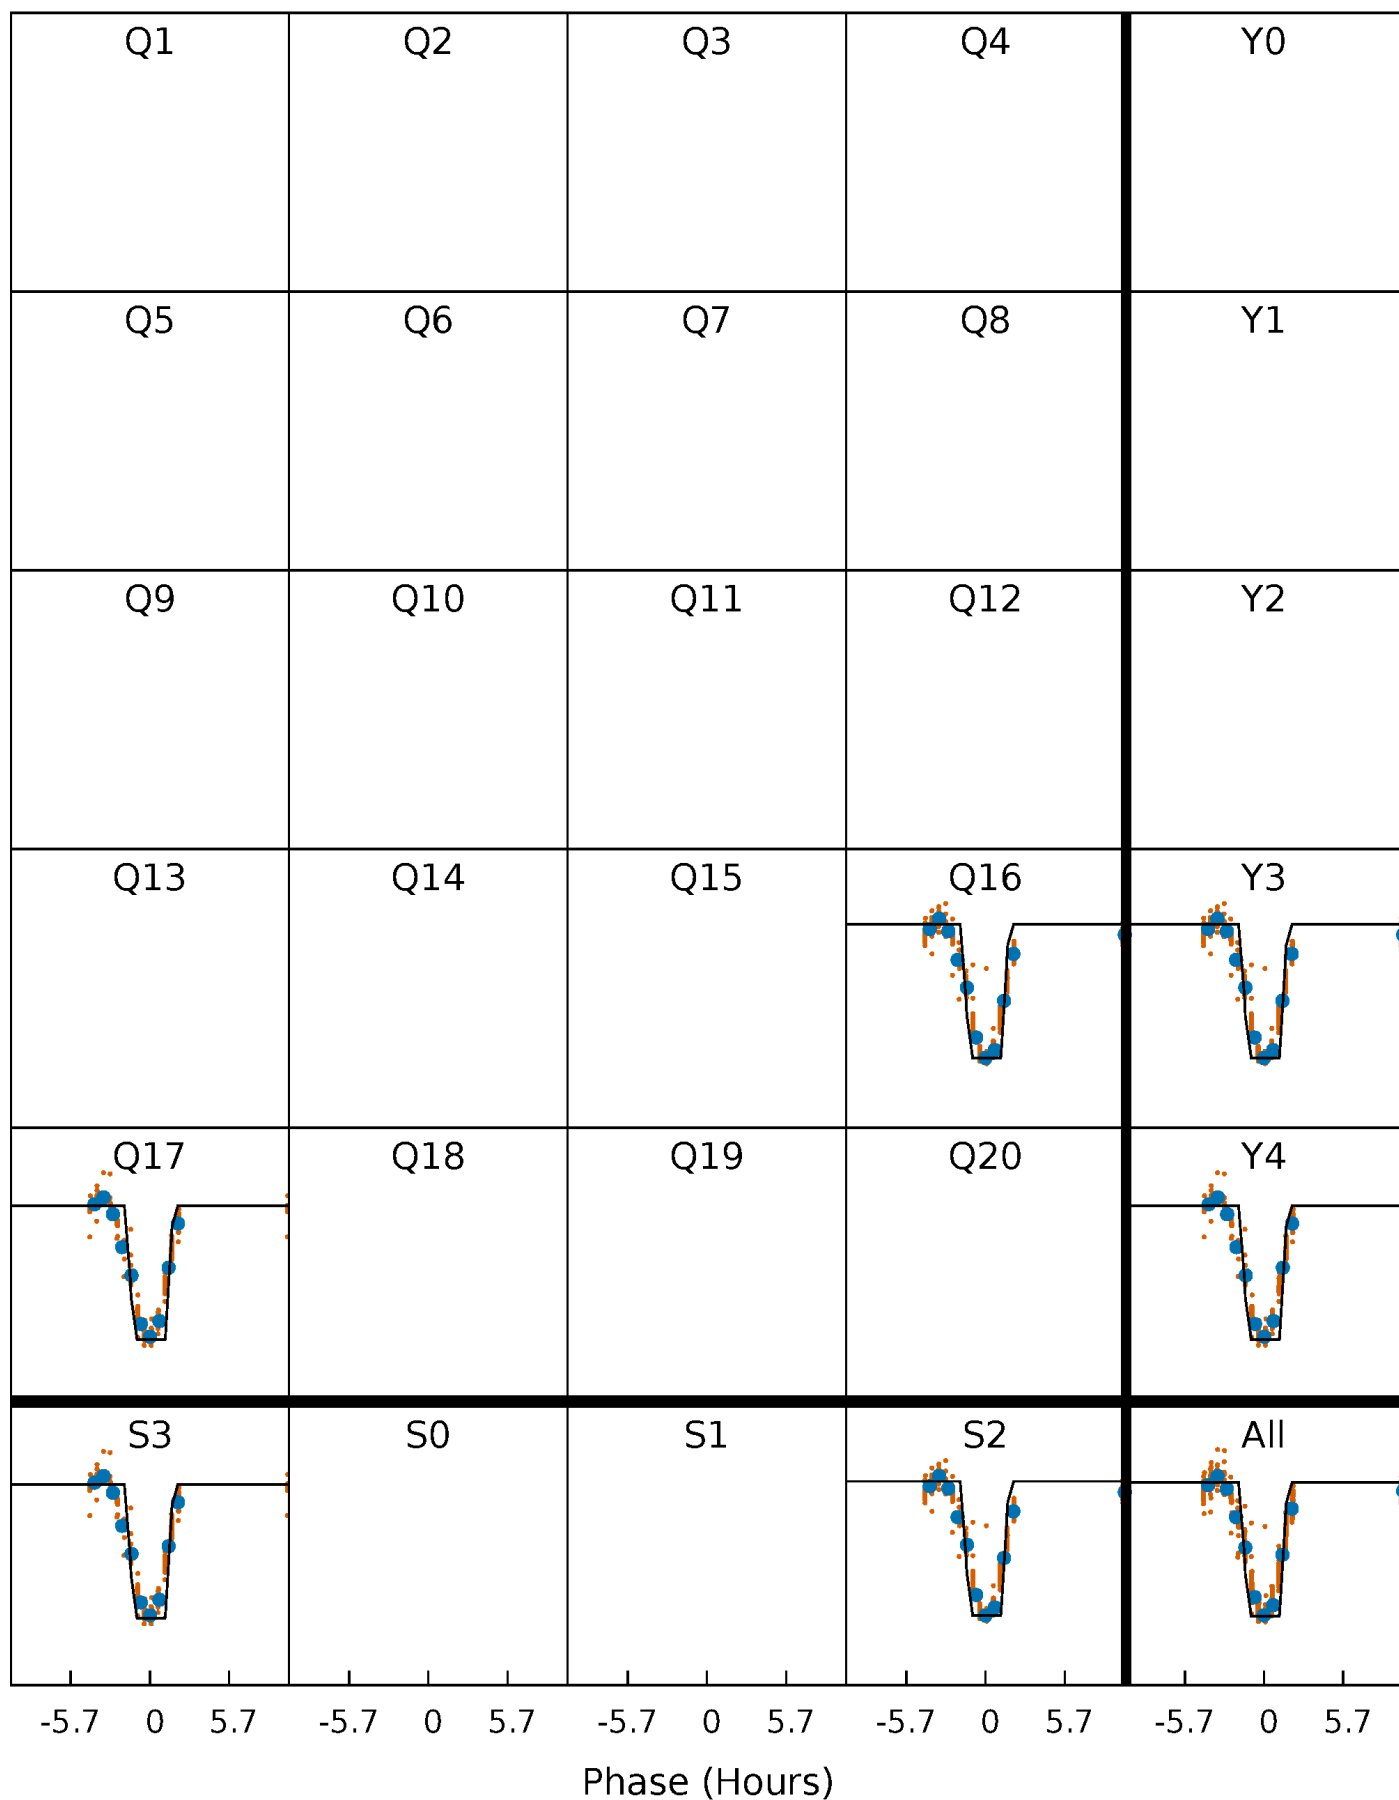 Q1 Q2 Q3 Q4 Y0
Q5 Q6 Q7 Q8 Y1
Q9 Q10 Q11 Q12 Y2
Q13 Q14 Q15 Q16 Y3
Q17 Q18 Q19 Q20 Y4
S3 S0 S1 S2 All
-5.7 0 5.7 -5.7 0 5.7 -5.7 0 5.7 -5.7 0 5.7 -5.7 0 5.7
Phase (Hours)